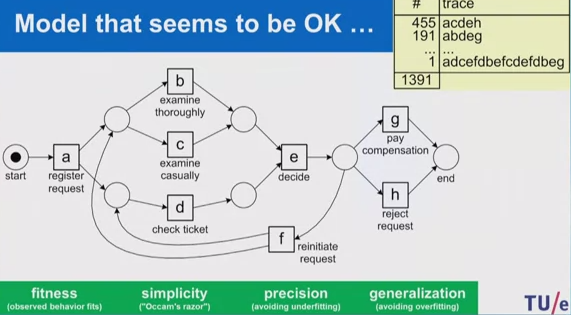 Model that seems to be OK ...
# trace
455 acdeh
191 abdeg
... ...
1 adcefdbefcdefdbeg
1391
b
examine
thoroughly
g
pay
compensation
c
examine
casually
a
register
request
start
e
decide
end
d
check ticket
h
reject
request
f
reinitiate
request
fitness
(observed behavior fits)
simplicity
("Occam's razor")
precision
(avoiding underfitting)
generalization
(avoiding overfitting)
TU/e